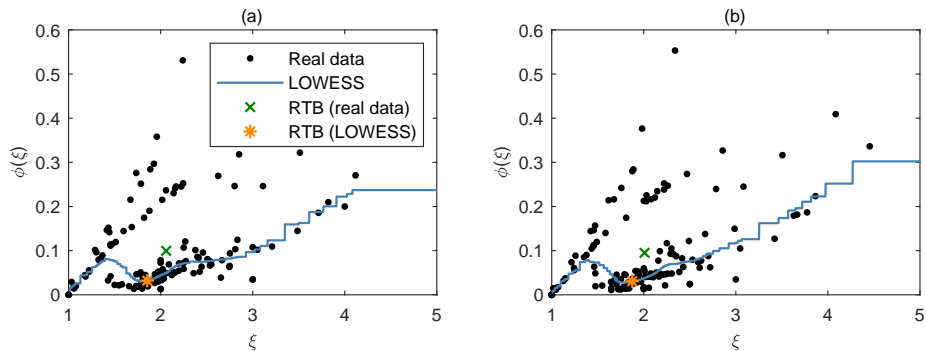 (a)
0.6
0.5
0.4
0.3
0.2
0.1
0
ϕ(ξ)
Real data
LOWESS
RTB (real data)
RTB (LOWESS)
1 2 3 4 5
ξ
(b)
0.6
0.5
0.4
0.3
0.2
0.1
0
ϕ(ξ)
1 2 3 4 5
ξ